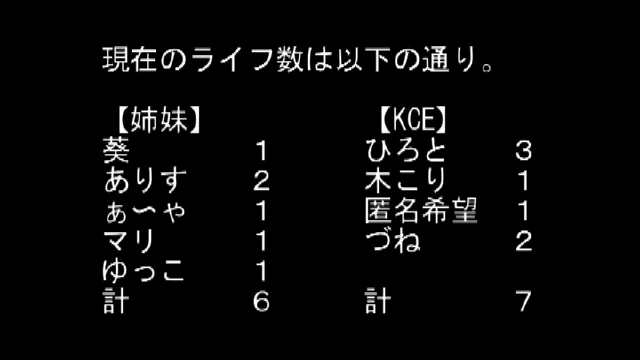 現在のライフ数は以下の通り。
【姉妹】 【KCE】
葵 1 ひろと 3
ありす 2 木こり 1
ぁ〜ゃ 1 匿名希望 1
マリ 1 づね 2
ゆっこ 1
計 6 計 7